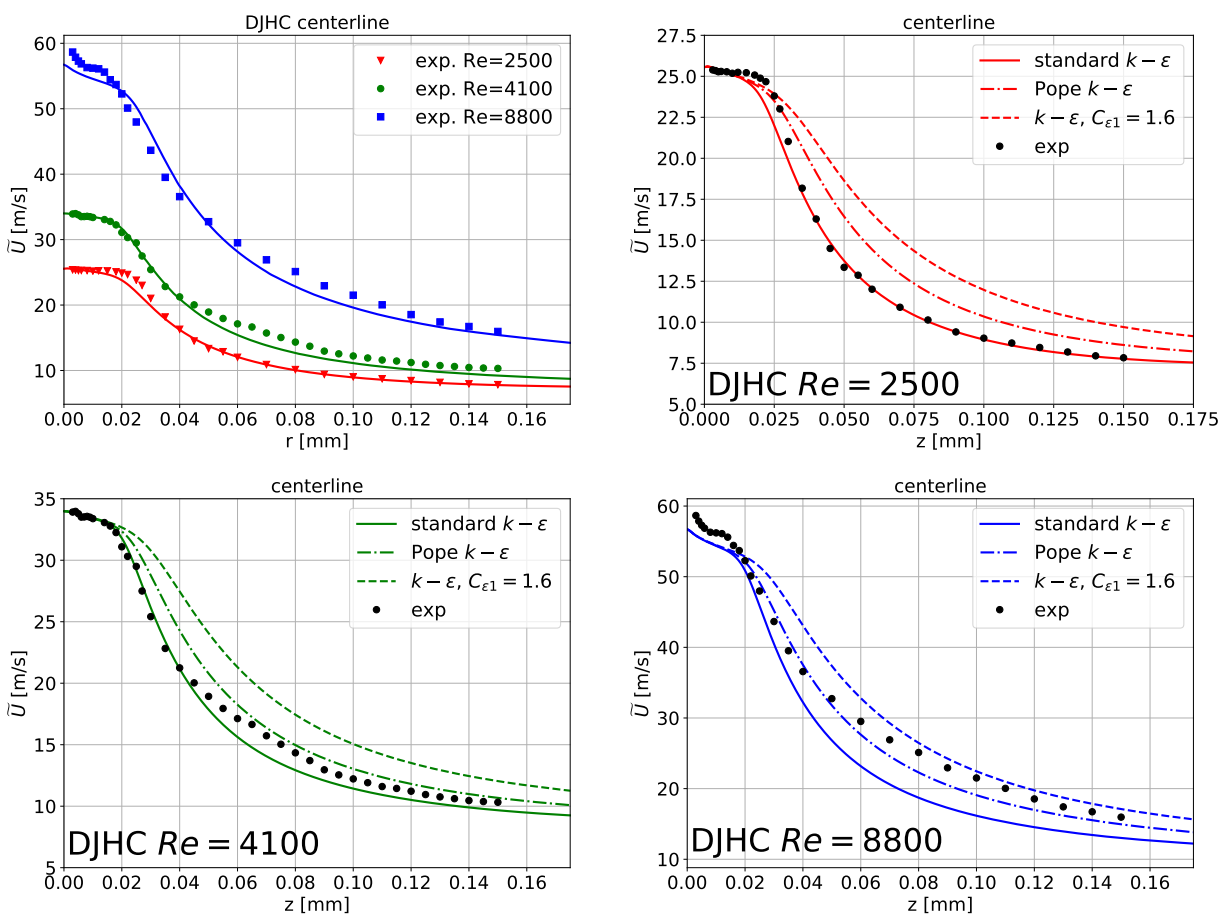 DJHC centerline
60
50
40
30
20
10
Ũ [m/s]
exp. Re=2500
exp. Re=4100
exp. Re=8800
0.00 0.02 0.04 0.06 0.08 0.10 0.12 0.14 0.16
r [mm]
centerline
27.5
25.0
22.5
20.0
17.5
15.0
12.5
10.0
7.5
5.0
Ũ [m/s]
standard k − ε
Pope k − ε
k − ε, Cε1 = 1.6
exp
DJHC Re = 2500
0.000 0.025 0.050 0.075 0.100 0.125 0.150 0.175
z [mm]
centerline
35
30
25
20
15
10
5
Ũ [m/s]
standard k − ε
Pope k − ε
k − ε, Cε1 = 1.6
exp
DJHC Re = 4100
0.00 0.02 0.04 0.06 0.08 0.10 0.12 0.14 0.16
z [mm]
centerline
60
50
40
30
20
10
Ũ [m/s]
standard k − ε
Pope k − ε
k − ε, Cε1 = 1.6
exp
DJHC Re = 8800
0.00 0.02 0.04 0.06 0.08 0.10 0.12 0.14 0.16
z [mm]